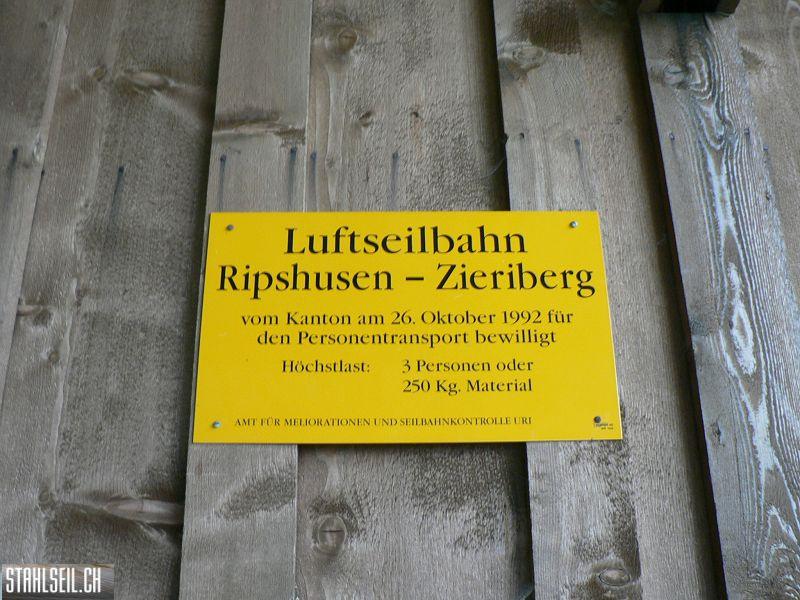 Luftseilbahn
Ripshusen – Zieriberg
vom Kanton am 26. Oktober 1992 für
den Personentransport bewilligt
Höchstlast: 3 Personen oder
250 Kg. Material
AMT FÜR MELIORATIONEN UND SEILBAHNKONTROLLE URI
STAHLSEIL.CH